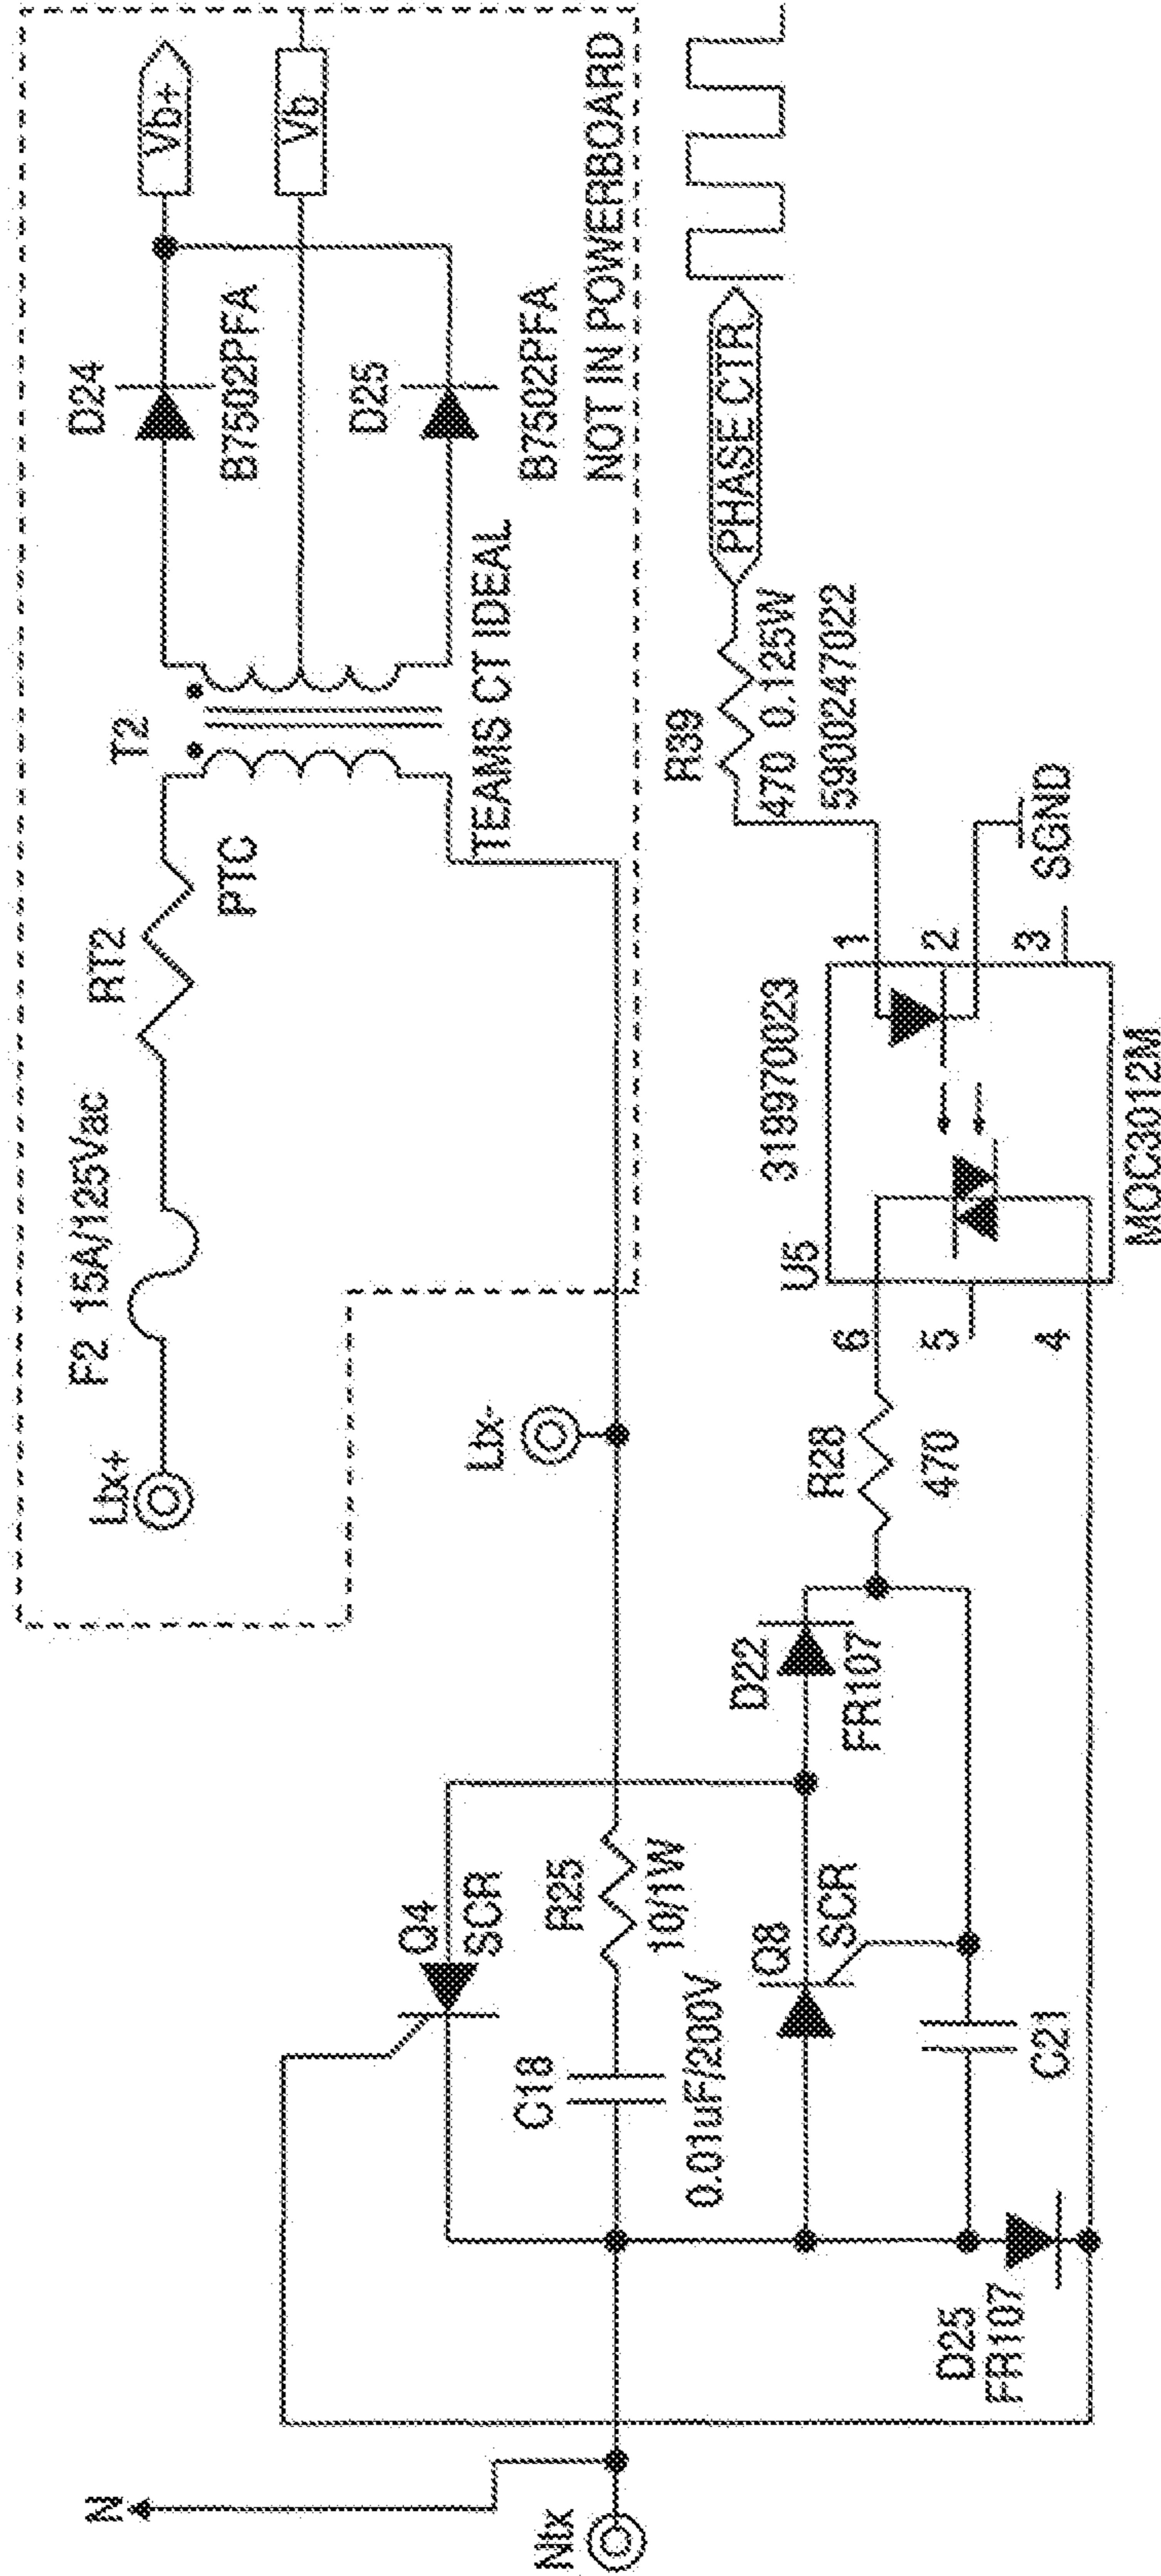 Ltx+
F2 15A/125Vac
RT2
PTC
T2
TEAMS CT IDEAL
D24
B7502PFA
D25
B7502PFA
Vb+
Vb
NOT IN POWERBOARD
N
Ntx
Ltx-
Q4
SCR
C18
0.01uF/200V
R25
10/1W
Q8
SCR
D22
FR107
C21
D25
FR107
R28
470
U5
318970023
6
5
4
1
2
3
MOC3012M
SGND
R39
470 0.125W
5900247022
PHASE CTR